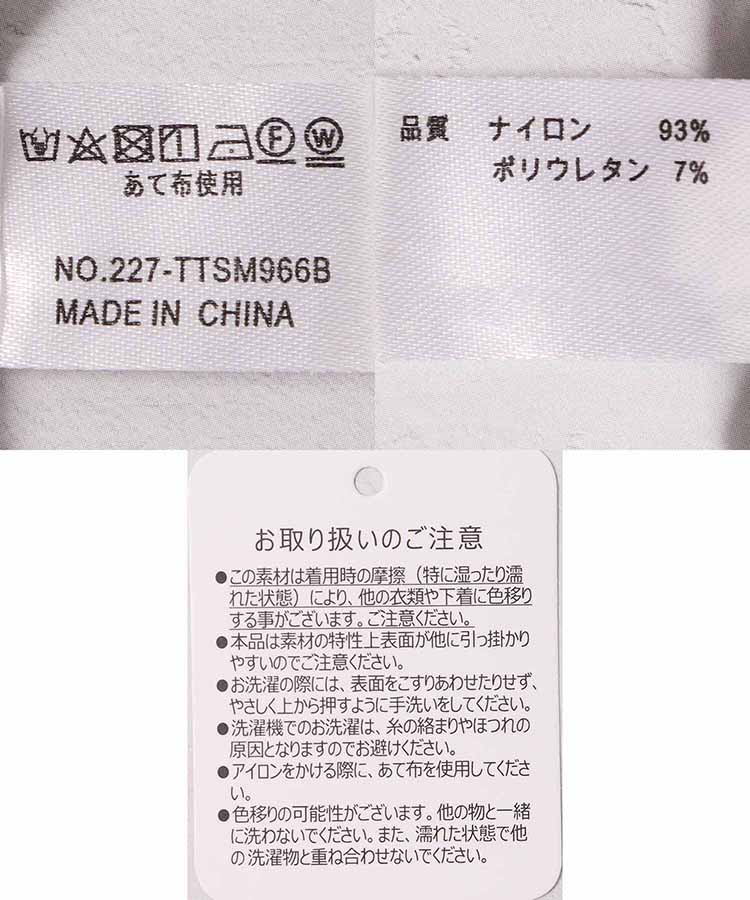 F W
あて布使用
NO.227-TTSM966B
MADE IN CHINA
品質 ナイロン 93%
ポリウレタン 7%
お取り扱いのご注意
●この素材は着用時の摩擦（特に湿ったり濡
れた状態）により、他の衣類や下着に色移り
する事がございます。ご注意ください。
●本品は素材の特性上表面が他に引っ掛かり
やすいのでご注意ください。
●お洗濯の際には、表面をこすりあわせたりせず、
やさしく上から押すように手洗いをしてください。
●洗濯機でのお洗濯は、糸の絡まりやほつれの
原因となりますのでお避けください。
●アイロンをかける際に、あて布を使用してくださ
い。
●色移りの可能性がございます。他の物と一緒
に洗わないでください。また、濡れた状態で他
の洗濯物と重ね合わせないでください。